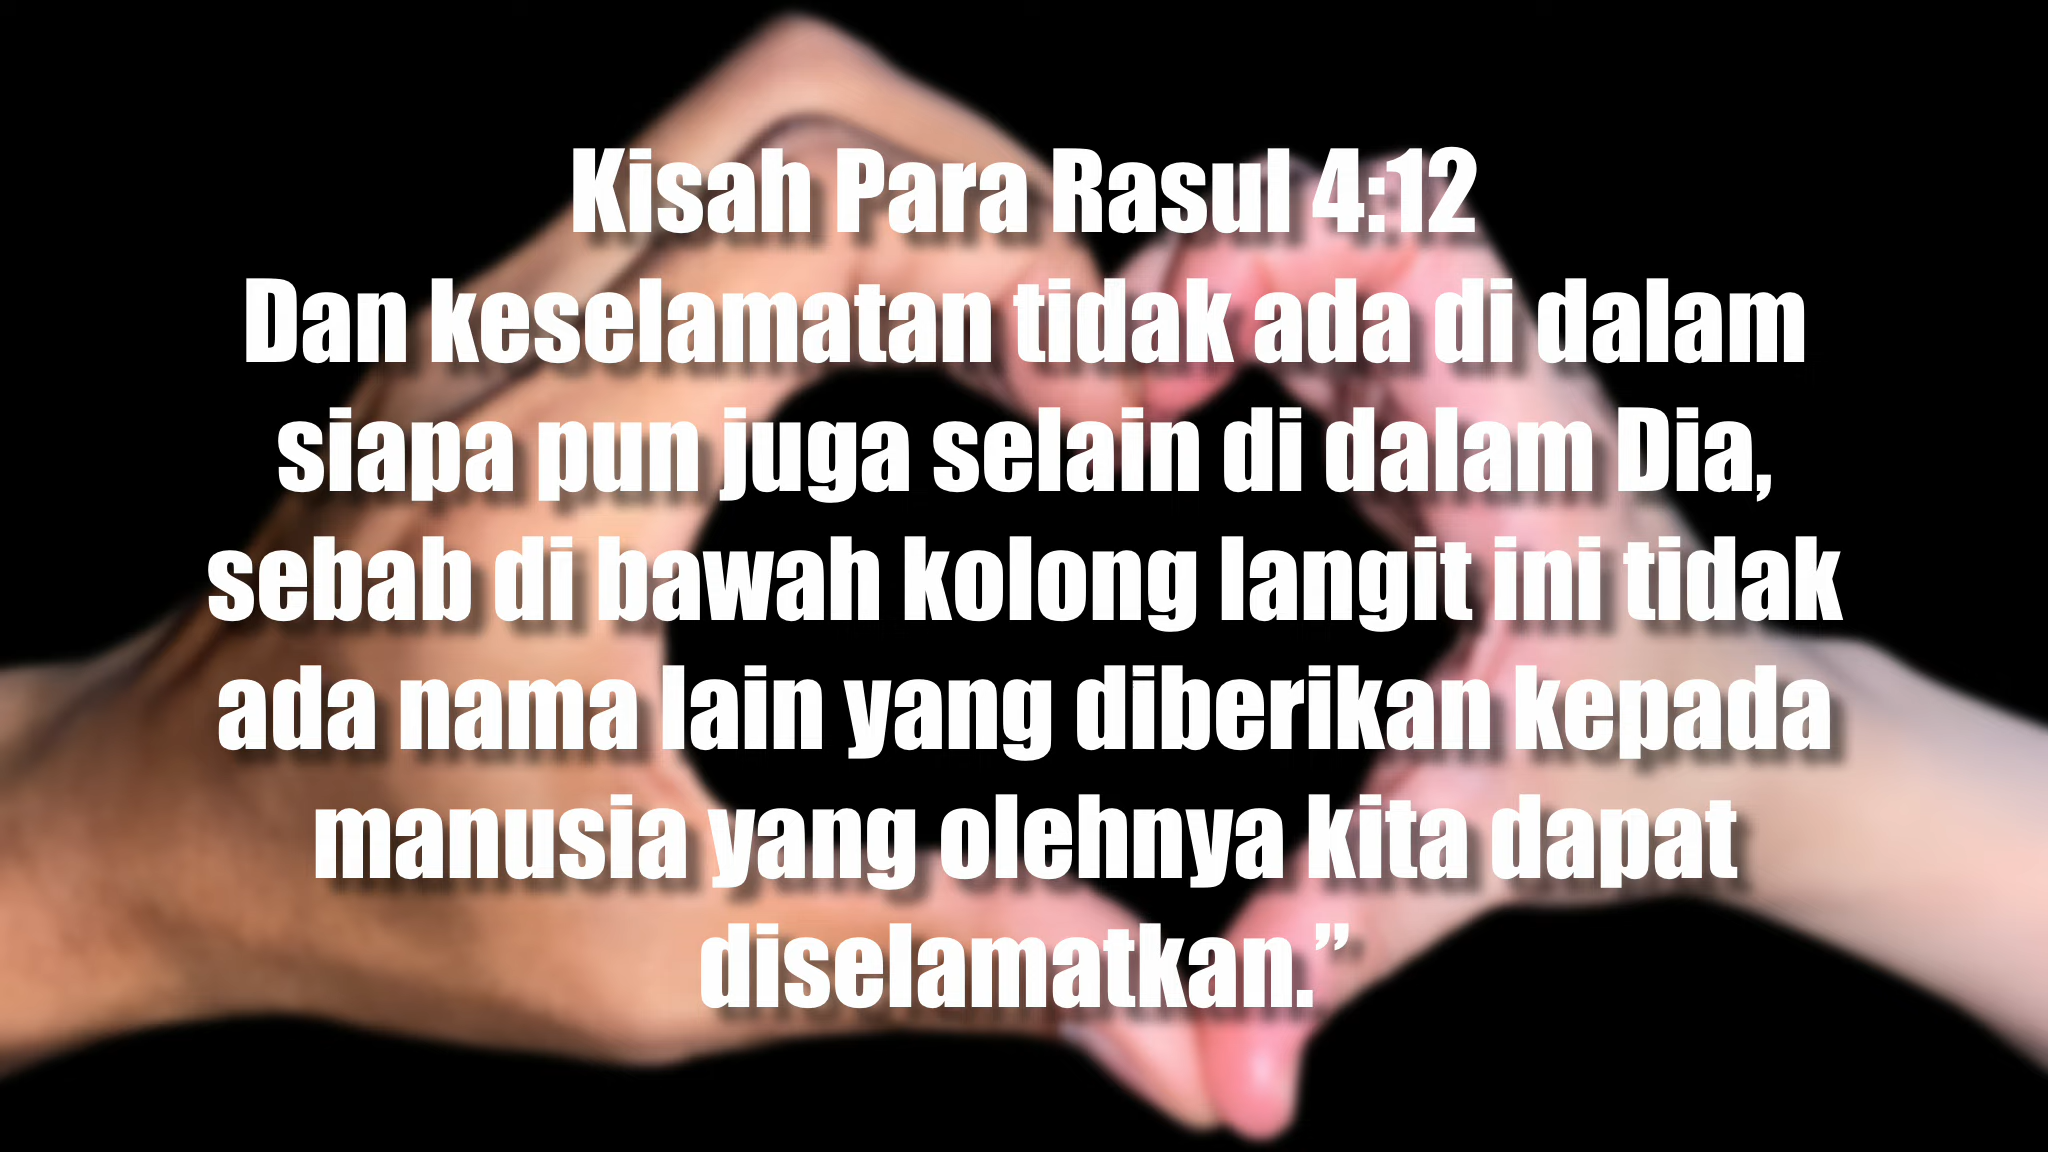 Kisah Para Rasul 4:12
Dan keselamatan tidak ada di dalam
siapa pun juga selain di dalam Dia,
sebab di bawah kolong langit ini tidak
ada nama lain yang diberikan kepada
manusia yang olehnya kita dapat
diselamatkan.”